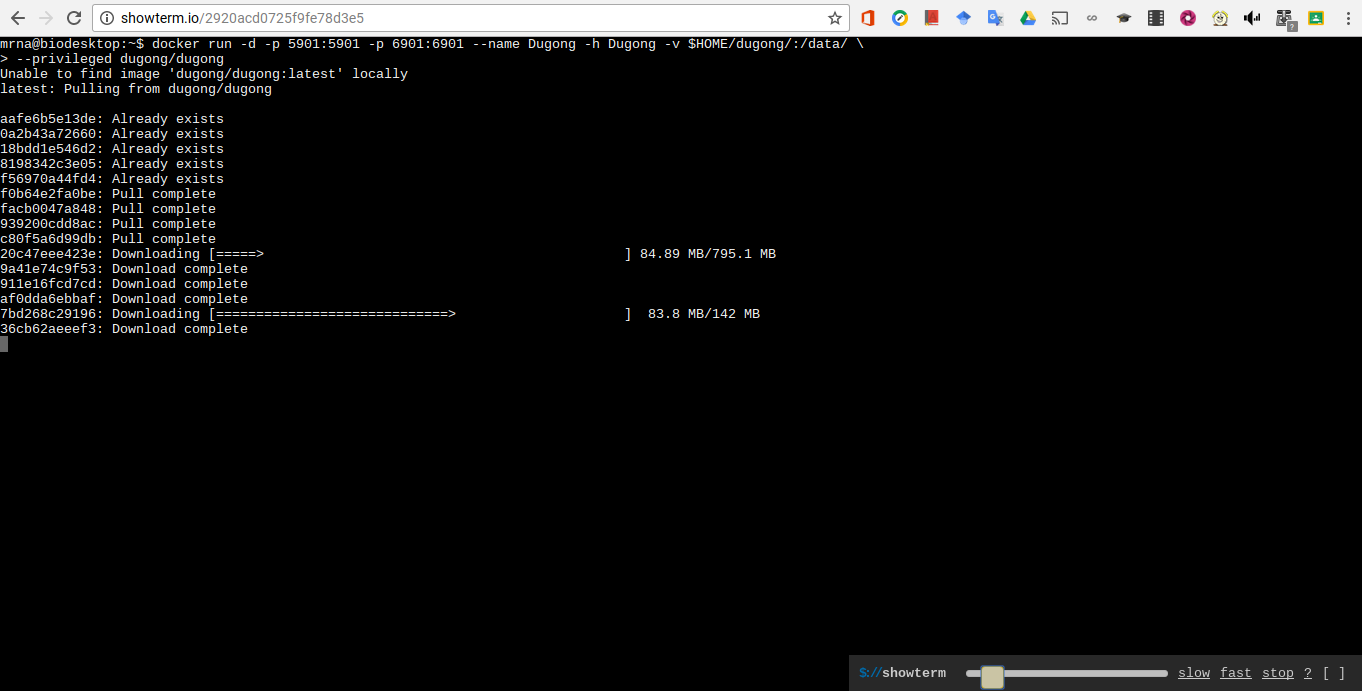 showterm.io/2920acd0725f9fe78d3e5
mrna@biodesktop:~$ docker run -d -p 5901:5901 -p 6901:6901 --name Dugong -h Dugong -v $HOME/dugong/:/data/ \
> --privileged dugong/dugong
Unable to find image 'dugong/dugong:latest' locally
latest: Pulling from dugong/dugong
aafe6b5e13de: Already exists
0a2b43a72660: Already exists
18bdd1e546d2: Already exists
8198342c3e05: Already exists
f56970a44fd4: Already exists
f0b64e2fa0be: Pull complete
facb0047a848: Pull complete
939200cdd8ac: Pull complete
c80f5a6d99db: Pull complete
20c47eee423e: Downloading [=====>                                             ] 84.89 MB/795.1 MB
9a41e74c9f53: Download complete
911e16fcd7cd: Download complete
af0dda6ebbaf: Download complete
7bd268c29196: Downloading [=============================>                     ]  83.8 MB/142 MB
36cb62aeeef3: Download complete
$://showterm slow fast stop ? [ ]